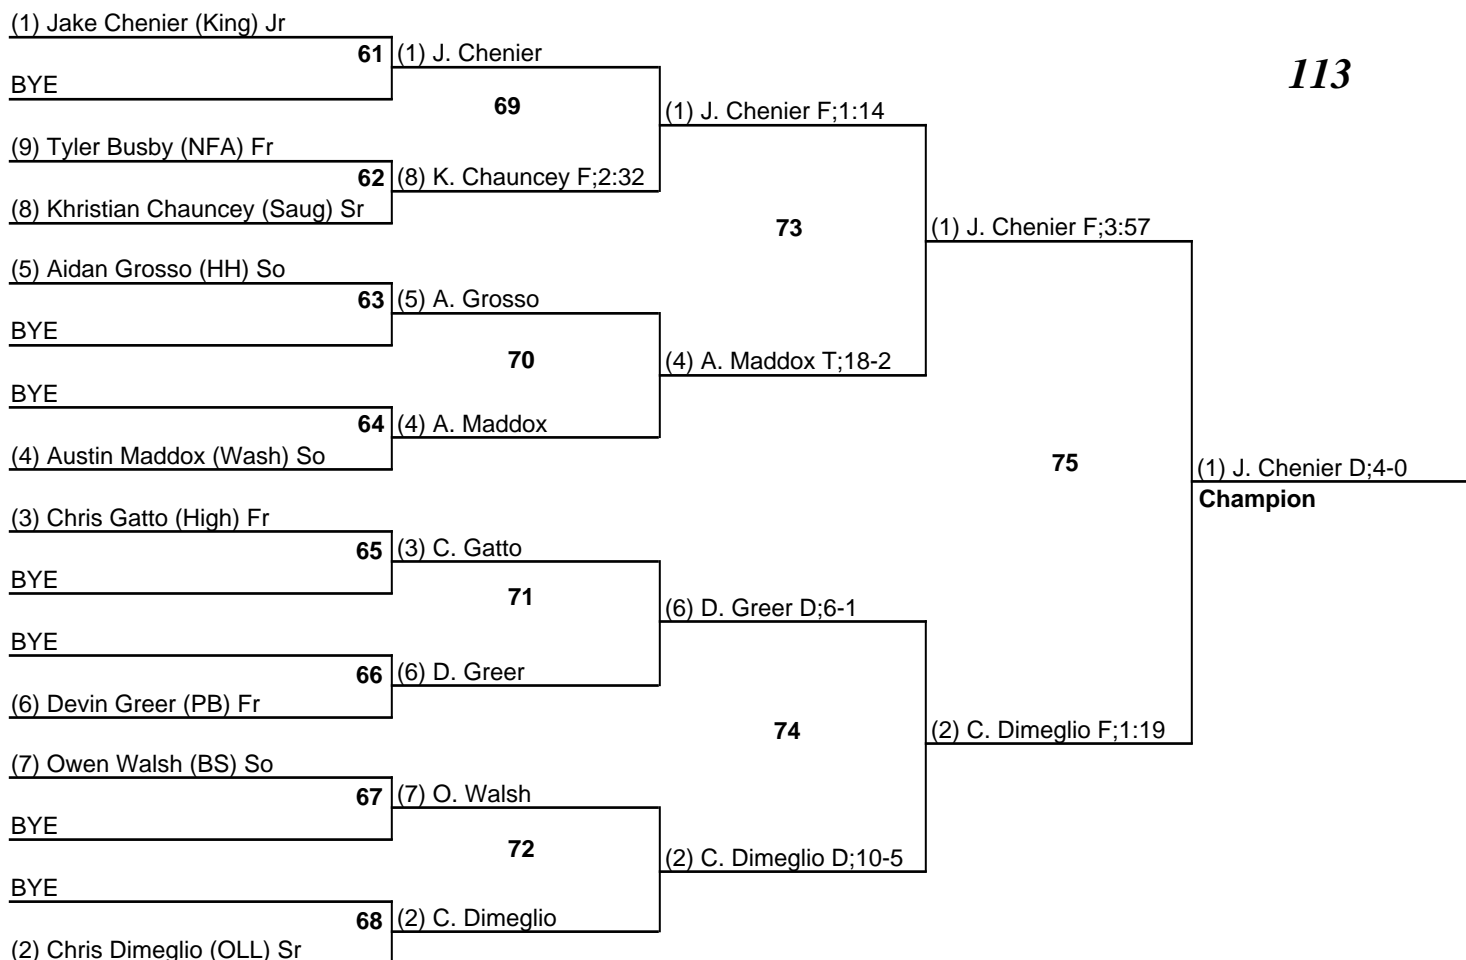 (1) Jake Chenier (King) Jr
61
(1) J. Chenier
113
BYE
69
(1) J. Chenier F;1:14
(9) Tyler Busby (NFA) Fr
62
(8) K. Chauncey F;2:32
(8) Khristian Chauncey (Saug) Sr
73
(1) J. Chenier F;3:57
(5) Aidan Grosso (HH) So
63
(5) A. Grosso
BYE
70
(4) A. Maddox T;18-2
BYE
64
(4) A. Maddox
(4) Austin Maddox (Wash) So
75
(1) J. Chenier D;4-0
Champion
(3) Chris Gatto (High) Fr
65
(3) C. Gatto
BYE
71
(6) D. Greer D;6-1
BYE
66
(6) D. Greer
(6) Devin Greer (PB) Fr
74
(2) C. Dimeglio F;1:19
(7) Owen Walsh (BS) So
67
(7) O. Walsh
BYE
72
(2) C. Dimeglio D;10-5
BYE
68
(2) C. Dimeglio
(2) Chris Dimeglio (OLL) Sr